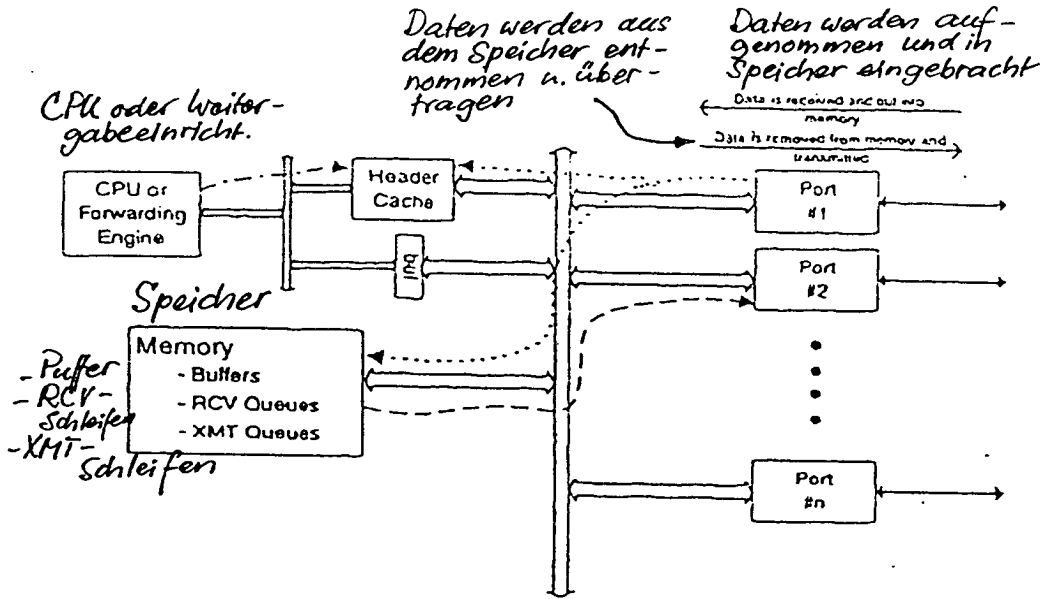 Daten werden aus
dem Speicher ent-
nommen u. über-
tragen
Daten werden auf-
genommen und in
Speicher eingebracht
CPU oder Weiter-
gabeeinricht.
Data is received and put into
memory
Data is removed from memory and
transmitted
CPU or
Forwarding
Engine
Header
Cache
Port
#1
buf
Port
#2
Speicher
Memory
- Buffers
- RCV Queues
- XMT Queues
- Puffer
- RCV-
Schleifen
- XMT-
Schleifen
Port
#n